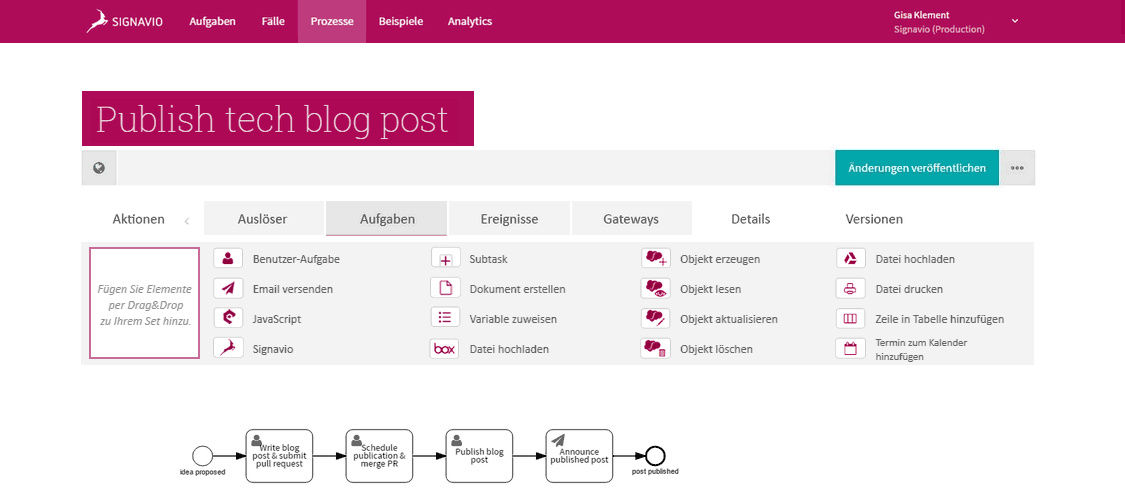 SIGNAVIO Aufgaben Fälle Prozesse Beispiele Analytics Gisa Klement
Signavio (Production)
Publish tech blog post
Änderungen veröffentlichen
Aktionen Auslöser Aufgaben Ereignisse Gateways Details Versionen
Fügen Sie Elemente
per Drag&Drop
zu Ihrem Set hinzu.
Benutzer-Aufgabe
Email versenden
JavaScript
Signavio
Subtask
Dokument erstellen
Variable zuweisen
box Datei hochladen
Objekt erzeugen
Objekt lesen
Objekt aktualisieren
Objekt löschen
Datei hochladen
Datei drucken
Zeile in Tabelle hinzufügen
Termin zum Kalender
hinzufügen
idea proposed
Write blog
post & submit
pull request
Schedule
publication &
merge PR
Publish blog
post
Announce
published post
post published